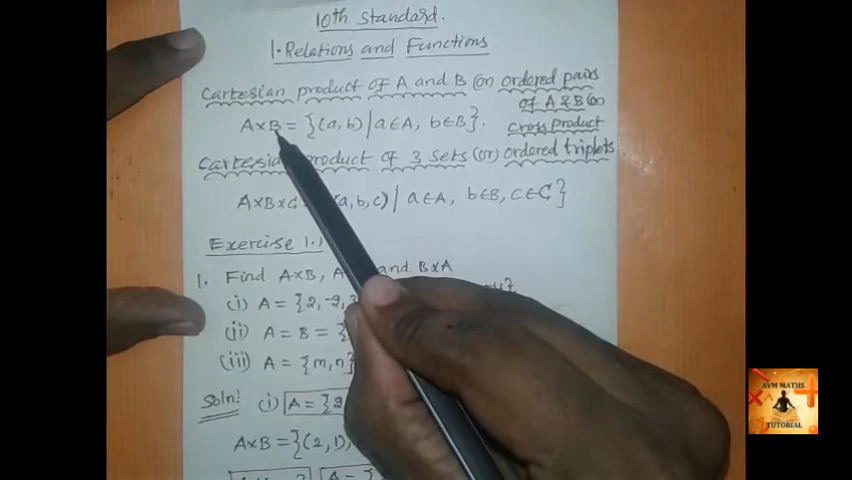 10th Standard.
1. Relations and Functions
Cartesian product of A and B (or) ordered pairs
of A & B (or)
A×B = {(a, b) | a∈A, b∈B}. cross product
Cartesian product of 3 sets (or) ordered triplets
A×B×C (a, b, c) | a∈A, b∈B, c∈C}
Exercise 1.1
1. Find A×B, A and B×A
(i) A = {2, -2, 3
(ii) A = B = {
(iii) A = {m, n}
Soln: (i) A = {2
A×B = {(2, 1),
AVM MATHS
TUTORIAL